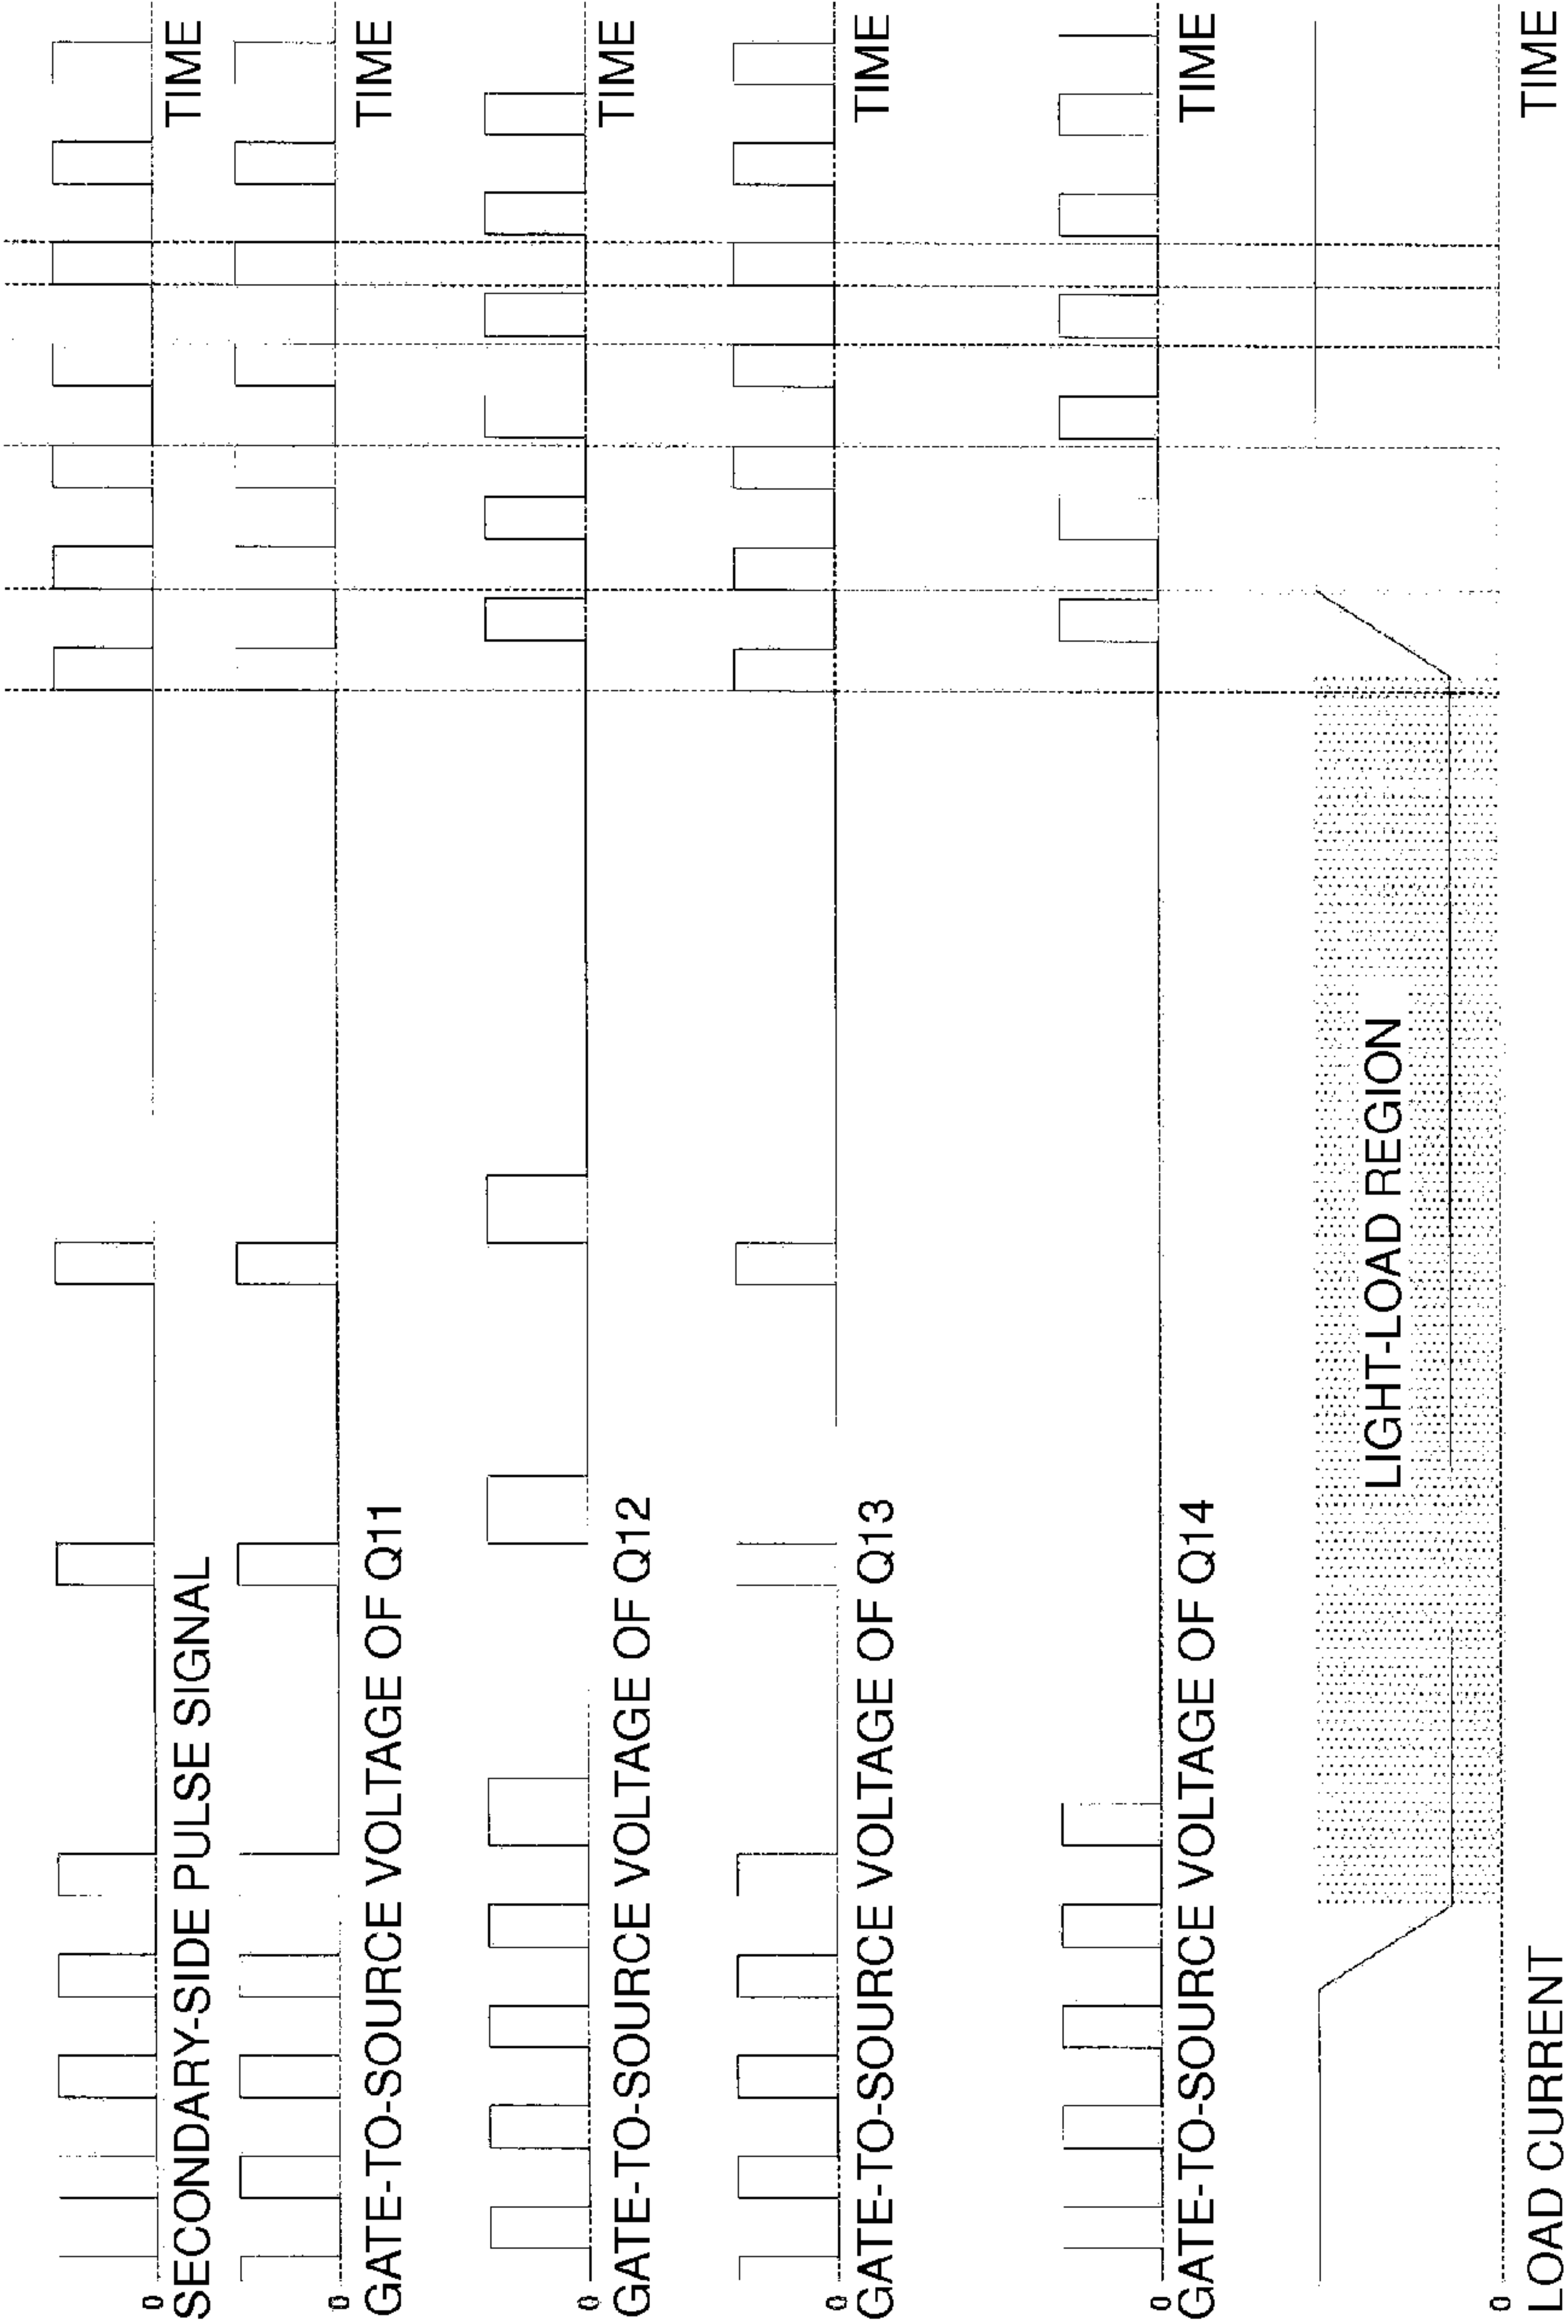 0
SECONDARY-SIDE PULSE SIGNAL
TIME
0
GATE-TO-SOURCE VOLTAGE OF Q11
TIME
0
GATE-TO-SOURCE VOLTAGE OF Q12
TIME
0
GATE-TO-SOURCE VOLTAGE OF Q13
TIME
0
GATE-TO-SOURCE VOLTAGE OF Q14
TIME
LIGHT-LOAD REGION
0
LOAD CURRENT
TIME